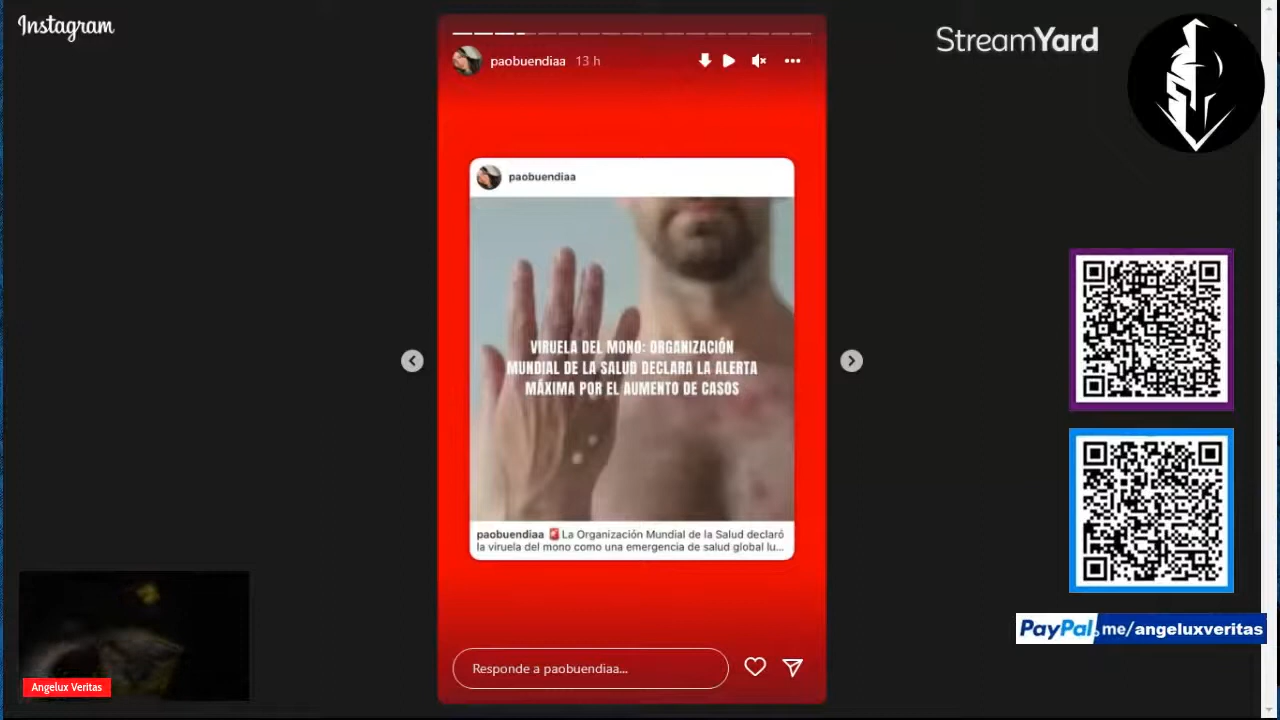 Instagram
StreamYard
paobuendiaa 13 h
paobuendiaa
VIRUELA DEL MONO: ORGANIZACIÓN
MUNDIAL DE LA SALUD DECLARA LA ALERTA
MÁXIMA POR EL AUMENTO DE CASOS
paobuendiaa 🚨La Organización Mundial de la Salud declaró
la viruela del mono como una emergencia de salud global lu...
Responde a paobuendiaa...
PayPal.me/angeluxveritas
Angelux Veritas